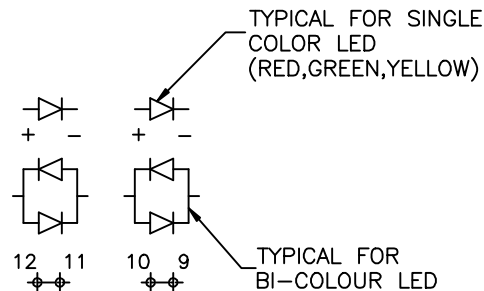 TYPICAL FOR SINGLE
COLOR LED
(RED,GREEN,YELLOW)
+ - + -
12 11 10 9
TYPICAL FOR
BI-COLOUR LED